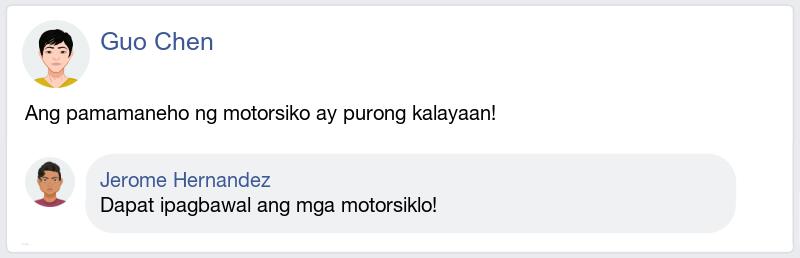 Guo Chen
Ang pamamaneho ng motorsiko ay purong kalayaan!
Jerome Hernandez
Dapat ipagbawal ang mga motorsiklo!